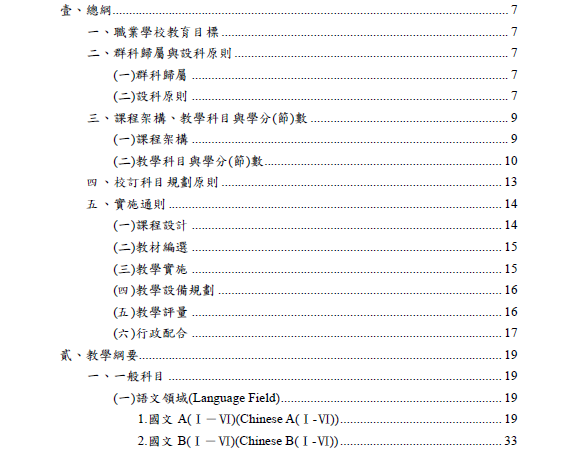 壹、總綱 7
一、職業學校教育目標 7
二、群科歸屬與設科原則 7
(一)群科歸屬 7
(二)設科原則 7
三、課程架構、教學科目與學分(節)數 9
(一)課程架構 9
(二)教學科目與學分(節)數 10
四、校訂科目規劃原則 13
五、實施通則 14
(一)課程設計 14
(二)教材編選 15
(三)教學實施 15
(四)教學設備規劃 16
(五)教學評量 16
(六)行政配合 17
貳、教學綱要 19
一、一般科目 19
(一)語文領域(Language Field) 19
1.國文 A(Ⅰ－Ⅵ)(Chinese A(Ⅰ-Ⅵ)) 19
2.國文 B(Ⅰ－Ⅵ)(Chinese B(Ⅰ-Ⅵ)) 33